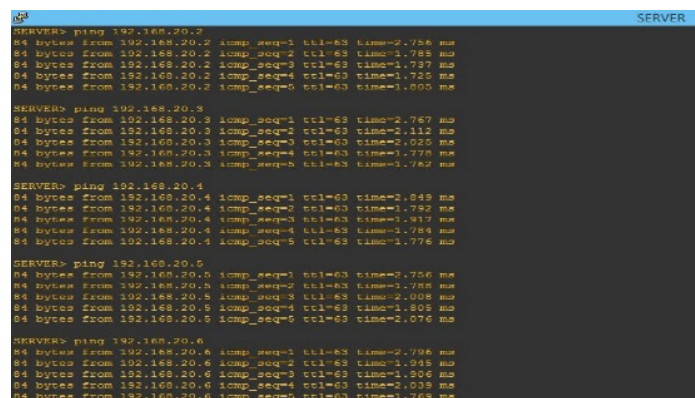 SERVER
SERVER> ping 192.168.20.2
84 bytes from 192.168.20.2 icmp_seq=1 ttl=63 time=2.756 ms
84 bytes from 192.168.20.2 icmp_seq=2 ttl=63 time=1.785 ms
84 bytes from 192.168.20.2 icmp_seq=3 ttl=63 time=1.737 ms
84 bytes from 192.168.20.2 icmp_seq=4 ttl=63 time=1.725 ms
84 bytes from 192.168.20.2 icmp_seq=5 ttl=63 time=1.805 ms
SERVER> ping 192.168.20.3
84 bytes from 192.168.20.3 icmp_seq=1 ttl=63 time=2.767 ms
84 bytes from 192.168.20.3 icmp_seq=2 ttl=63 time=2.112 ms
84 bytes from 192.168.20.3 icmp_seq=3 ttl=63 time=2.025 ms
84 bytes from 192.168.20.3 icmp_seq=4 ttl=63 time=1.778 ms
84 bytes from 192.168.20.3 icmp_seq=5 ttl=63 time=1.762 ms
SERVER> ping 192.168.20.4
84 bytes from 192.168.20.4 icmp_seq=1 ttl=63 time=2.849 ms
84 bytes from 192.168.20.4 icmp_seq=2 ttl=63 time=1.792 ms
84 bytes from 192.168.20.4 icmp_seq=3 ttl=63 time=1.917 ms
84 bytes from 192.168.20.4 icmp_seq=4 ttl=63 time=1.784 ms
84 bytes from 192.168.20.4 icmp_seq=5 ttl=63 time=1.776 ms
SERVER> ping 192.168.20.5
84 bytes from 192.168.20.5 icmp_seq=1 ttl=63 time=2.756 ms
84 bytes from 192.168.20.5 icmp_seq=2 ttl=63 time=1.788 ms
84 bytes from 192.168.20.5 icmp_seq=3 ttl=63 time=2.008 ms
84 bytes from 192.168.20.5 icmp_seq=4 ttl=63 time=1.805 ms
84 bytes from 192.168.20.5 icmp_seq=5 ttl=63 time=2.076 ms
SERVER> ping 192.168.20.6
84 bytes from 192.168.20.6 icmp_seq=1 ttl=63 time=2.796 ms
84 bytes from 192.168.20.6 icmp_seq=2 ttl=63 time=1.945 ms
84 bytes from 192.168.20.6 icmp_seq=3 ttl=63 time=1.906 ms
84 bytes from 192.168.20.6 icmp_seq=4 ttl=63 time=2.039 ms
84 bytes from 192.168.20.6 icmp_seq=5 ttl=63 time=1.769 ms